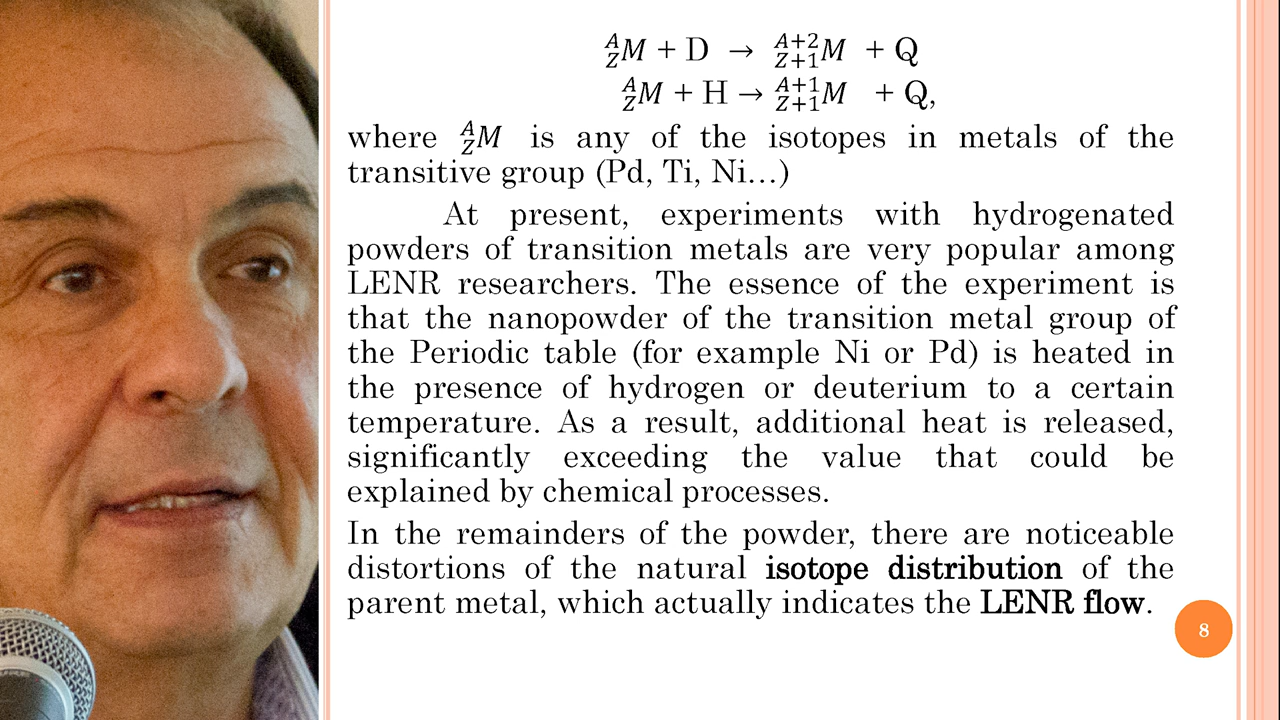 ᴬ_Z M + D → ᴬ⁺²_Z+1 M + Q
ᴬ_Z M + H → ᴬ⁺¹_Z+1 M + Q,
where ᴬ_Z M is any of the isotopes in metals of the
transitive group (Pd, Ti, Ni…)
At present, experiments with hydrogenated
powders of transition metals are very popular among
LENR researchers. The essence of the experiment is
that the nanopowder of the transition metal group of
the Periodic table (for example Ni or Pd) is heated in
the presence of hydrogen or deuterium to a certain
temperature. As a result, additional heat is released,
significantly exceeding the value that could be
explained by chemical processes.
In the remainders of the powder, there are noticeable
distortions of the natural isotope distribution of the
parent metal, which actually indicates the LENR flow.
8